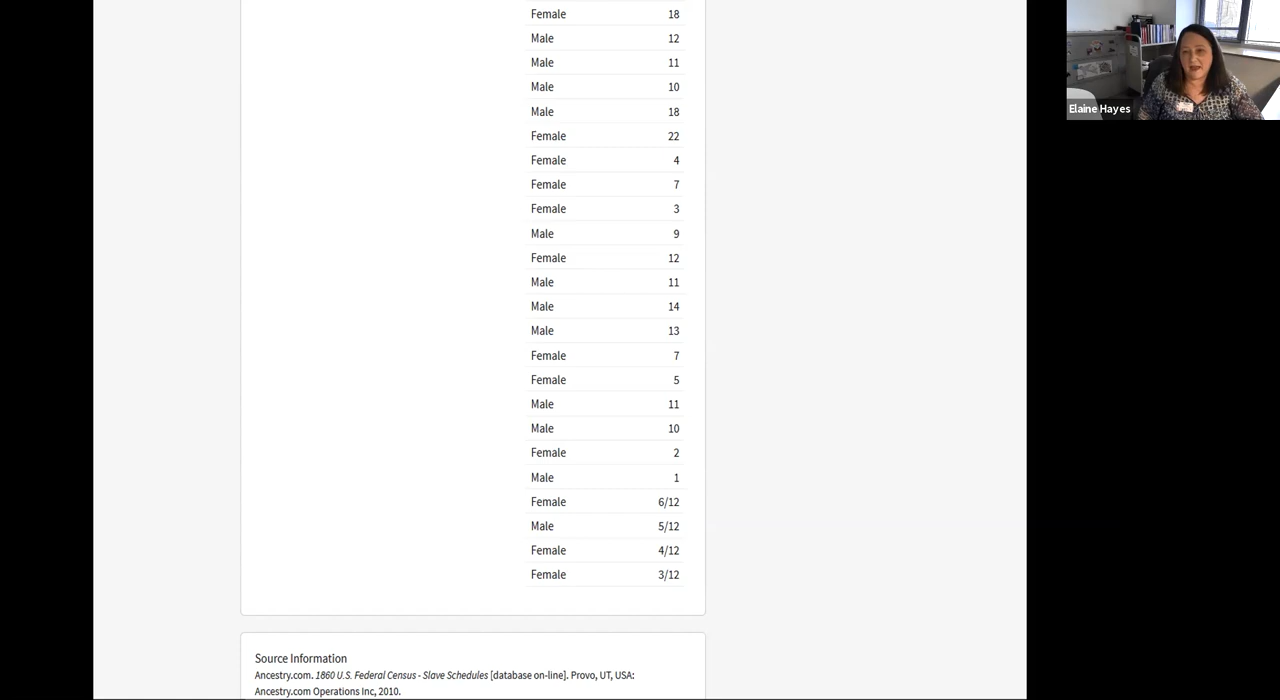 Female 18
Male 12
Male 11
Male 10
Male 18
Female 22
Female 4
Female 7
Female 3
Male 9
Female 12
Male 11
Male 14
Male 13
Female 7
Female 5
Male 11
Male 10
Female 2
Male 1
Female 6/12
Male 5/12
Female 4/12
Female 3/12
Source Information
Ancestry.com. 1860 U.S. Federal Census - Slave Schedules [database on-line]. Provo, UT, USA:
Ancestry.com Operations Inc, 2010.
Elaine Hayes